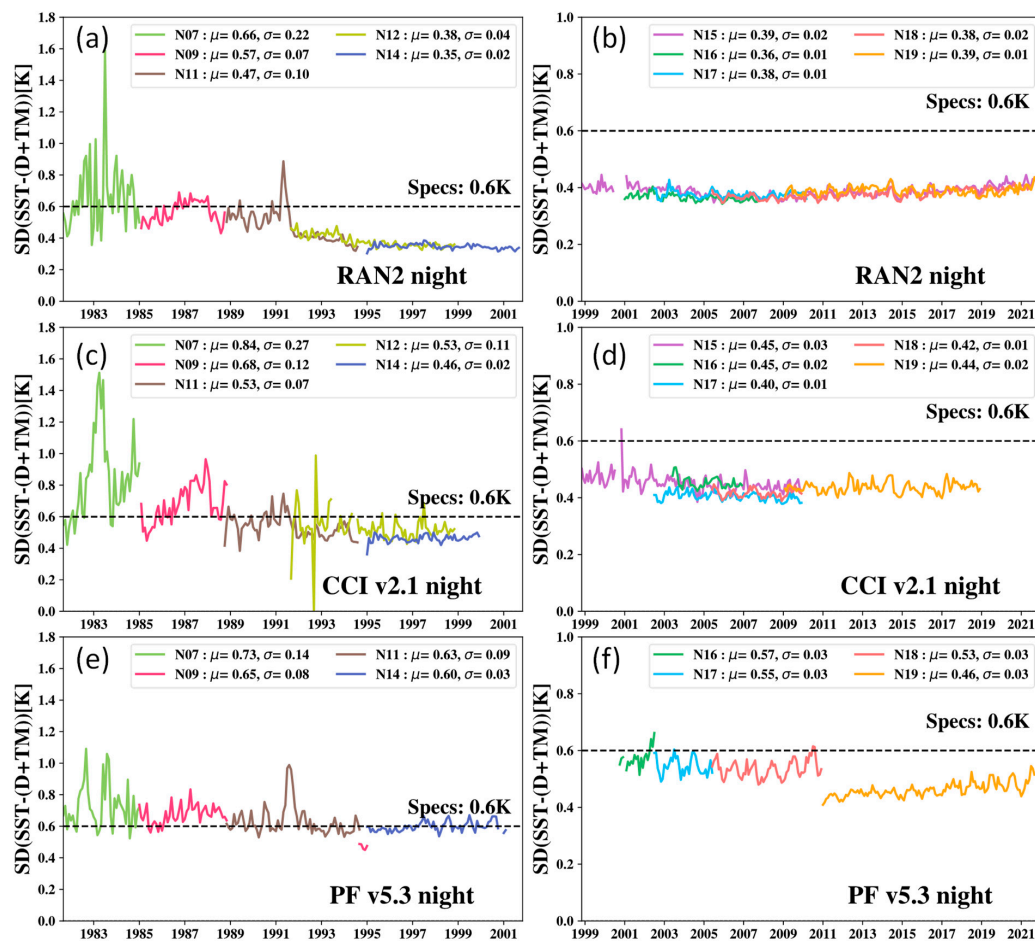 (a)
N07 : μ= 0.66, σ= 0.22
N09 : μ= 0.57, σ= 0.07
N11 : μ= 0.47, σ= 0.10
N12 : μ= 0.38, σ= 0.04
N14 : μ= 0.35, σ= 0.02
SD(SST-(D+TM))[K]
1.8
1.6
1.4
1.2
1.0
0.8
0.6
0.4
0.2
0.0
Specs: 0.6K
RAN2 night
1983 1985 1987 1989 1991 1993 1995 1997 1999 2001
(b)
N15 : μ= 0.39, σ= 0.02
N16 : μ= 0.36, σ= 0.01
N17 : μ= 0.38, σ= 0.01
N18 : μ= 0.38, σ= 0.02
N19 : μ= 0.39, σ= 0.01
SD(SST-(D+TM))[K]
1.0
0.8
0.6
0.4
0.2
0.0
Specs: 0.6K
RAN2 night
1999 2001 2003 2005 2007 2009 2011 2013 2015 2017 2019 2021
(c)
N07 : μ= 0.84, σ= 0.27
N09 : μ= 0.68, σ= 0.12
N11 : μ= 0.53, σ= 0.07
N12 : μ= 0.53, σ= 0.11
N14 : μ= 0.46, σ= 0.02
SD(SST-(D+TM))[K]
1.8
1.6
1.4
1.2
1.0
0.8
0.6
0.4
0.2
0.0
Specs: 0.6K
CCI v2.1 night
1983 1985 1987 1989 1991 1993 1995 1997 1999 2001
(d)
N15 : μ= 0.45, σ= 0.03
N16 : μ= 0.45, σ= 0.02
N17 : μ= 0.40, σ= 0.01
N18 : μ= 0.42, σ= 0.01
N19 : μ= 0.44, σ= 0.02
SD(SST-(D+TM))[K]
1.0
0.8
0.6
0.4
0.2
0.0
Specs: 0.6K
CCI v2.1 night
1999 2001 2003 2005 2007 2009 2011 2013 2015 2017 2019 2021
(e)
N07 : μ= 0.73, σ= 0.14
N09 : μ= 0.65, σ= 0.08
N11 : μ= 0.63, σ= 0.09
N14 : μ= 0.60, σ= 0.03
SD(SST-(D+TM))[K]
1.8
1.6
1.4
1.2
1.0
0.8
0.6
0.4
0.2
0.0
Specs: 0.6K
PF v5.3 night
1983 1985 1987 1989 1991 1993 1995 1997 1999 2001
(f)
N16 : μ= 0.57, σ= 0.03
N17 : μ= 0.55, σ= 0.03
N18 : μ= 0.53, σ= 0.03
N19 : μ= 0.46, σ= 0.03
SD(SST-(D+TM))[K]
1.0
0.8
0.6
0.4
0.2
0.0
Specs: 0.6K
PF v5.3 night
1999 2001 2003 2005 2007 2009 2011 2013 2015 2017 2019 2021